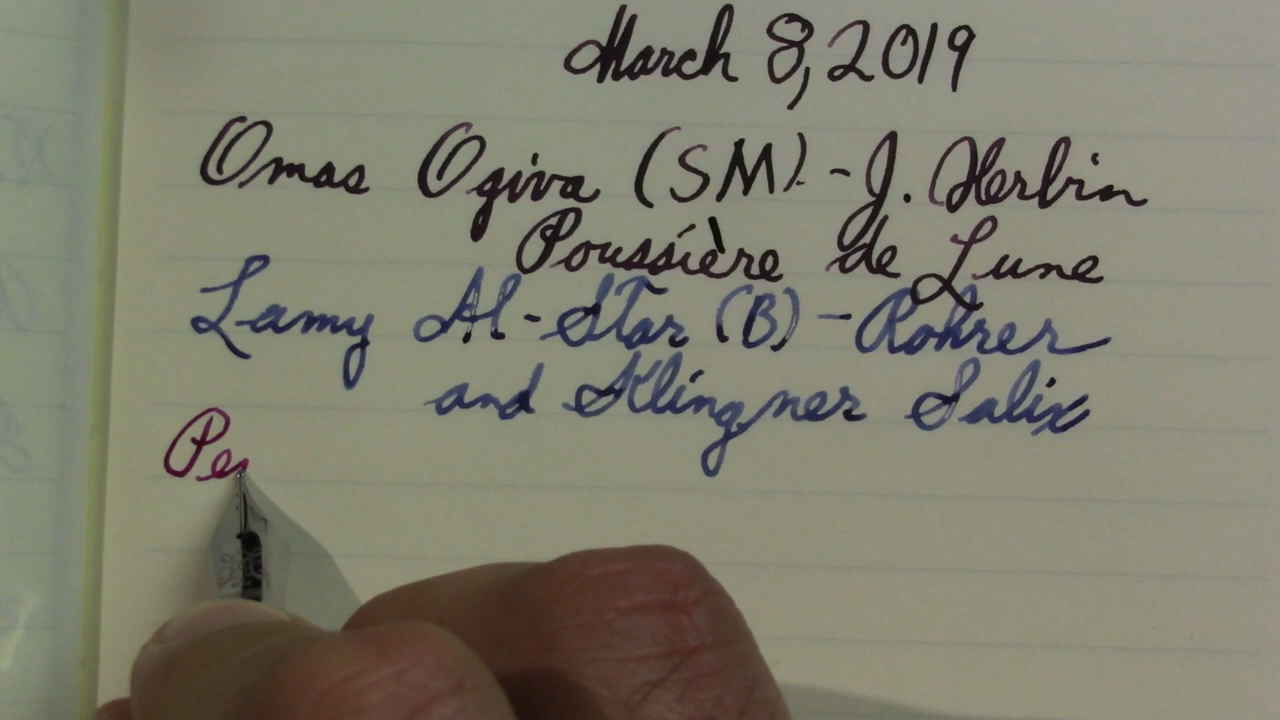 March 8, 2019
Omas Ogiva (SM) - J. Herbin
Poussière de Lune
Lamy Al-Star (B) - Rohrer
and Klingner Salix
Pe